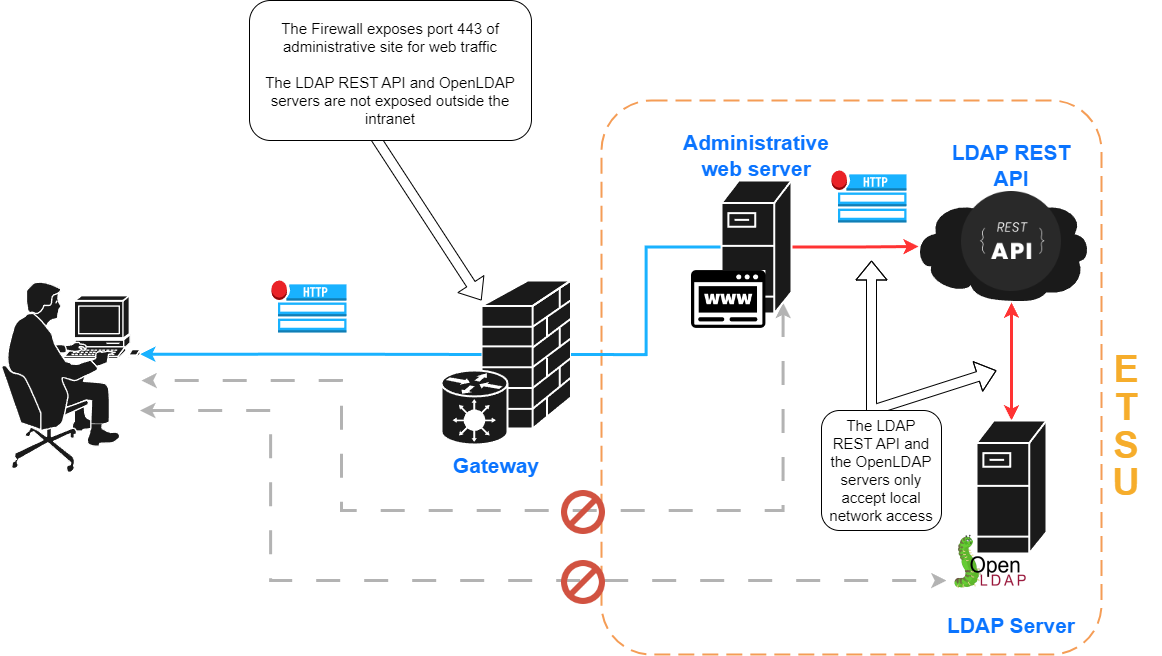 The Firewall exposes port 443 of
administrative site for web traffic
The LDAP REST API and OpenLDAP
servers are not exposed outside the
intranet
Administrative
web server
LDAP REST
API
HTTP
REST
{ API }
www
HTTP
Gateway
The LDAP
REST API and
the OpenLDAP
servers only
accept local
network access
E
T
S
U
Open
LDAP
LDAP Server